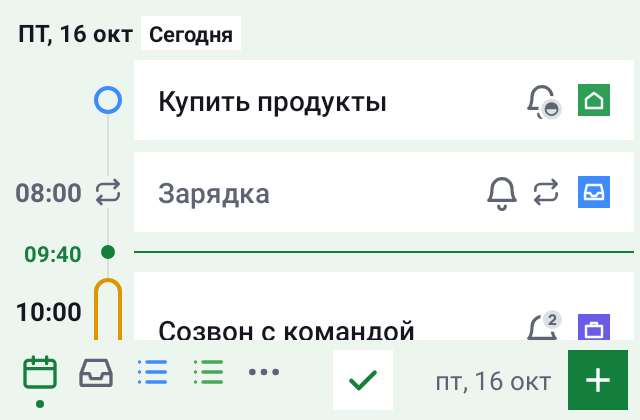 ПТ, 16 окт Сегодня
Купить продукты
08:00 Зарядка
09:40
10:00
Созвон с командой 2
пт, 16 окт